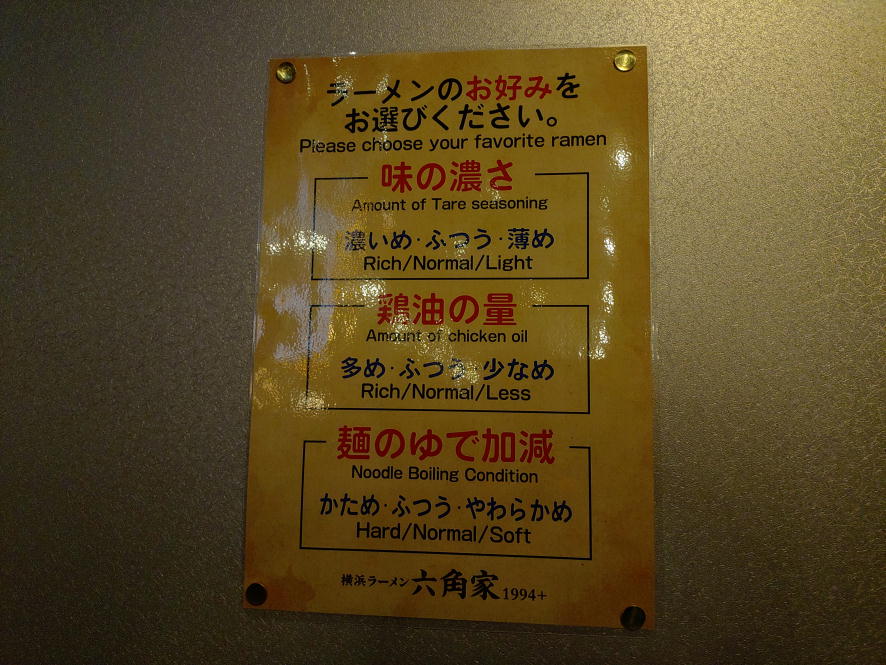 ラーメンのお好みを
お選びください。
Please choose your favorite ramen
味の濃さ
Amount of Tare seasoning
濃いめ・ふつう・薄め
Rich/Normal/Light
鶏油の量
Amount of chicken oil
多め・ふつう・少なめ
Rich/Normal/Less
麺のゆで加減
Noodle Boiling Condition
かため・ふつう・やわらかめ
Hard/Normal/Soft
横浜ラーメン 六角家 1994+